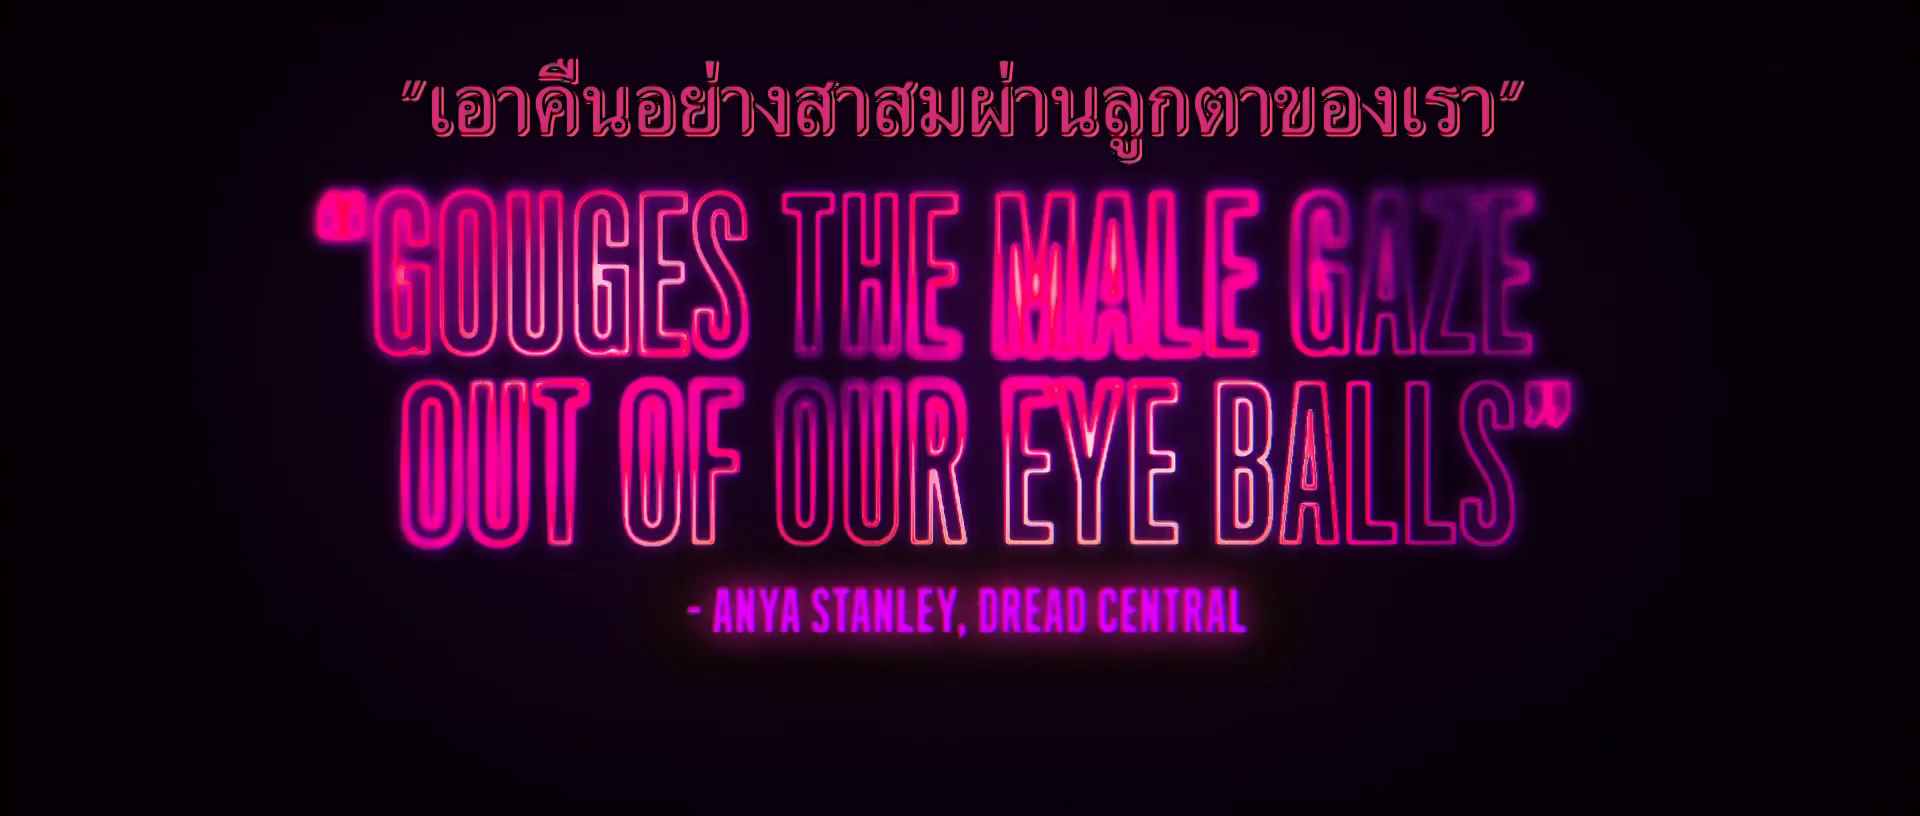 "เอาคืนอย่างสาสมผ่านลูกตาของเรา"
“GOUGES THE MALE GAZE
OUT OF OUR EYE BALLS”
- ANYA STANLEY, DREAD CENTRAL